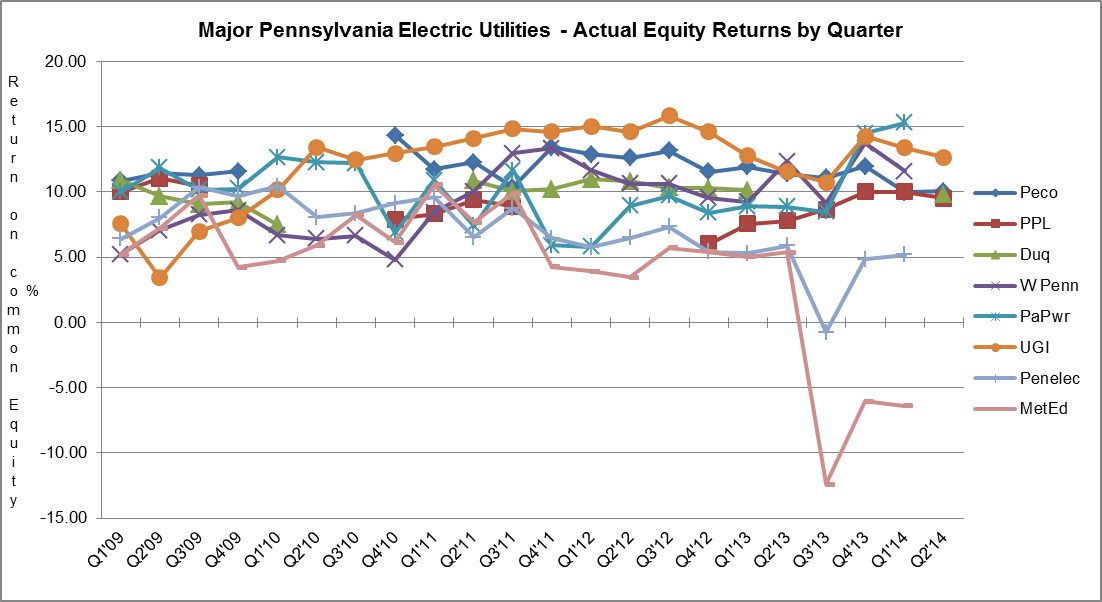 Major Pennsylvania Electric Utilities - Actual Equity Returns by Quarter
Return on common Equity
%
20.00
15.00
10.00
5.00
0.00
-5.00
-10.00
-15.00
Q1'09
Q2'09
Q3'09
Q4'09
Q1'10
Q2'10
Q3'10
Q4'10
Q1'11
Q2'11
Q3'11
Q4'11
Q1'12
Q2'12
Q3'12
Q4'12
Q1'13
Q2'13
Q3'13
Q4'13
Q1'14
Q2'14
Peco
PPL
Duq
W Penn
PaPwr
UGI
Penelec
MetEd